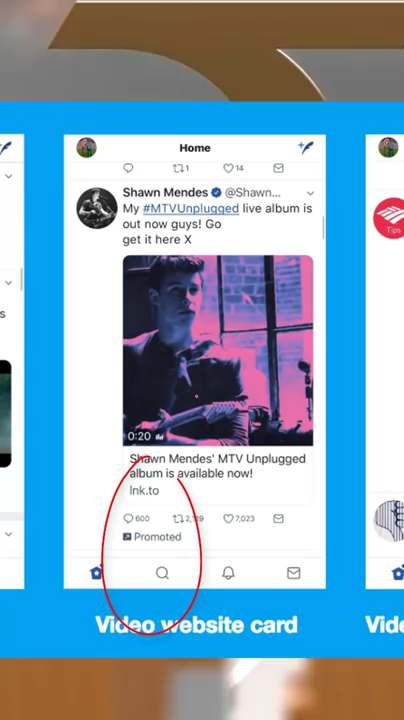 Home
1
14
Shawn Mendes @Shawn...
My #MTVUnplugged live album is
out now guys! Go
get it here X
0:20
Shawn Mendes' MTV Unplugged
album is available now!
lnk.to
600 7,023
Promoted
Video website card
s
Tips
Vide